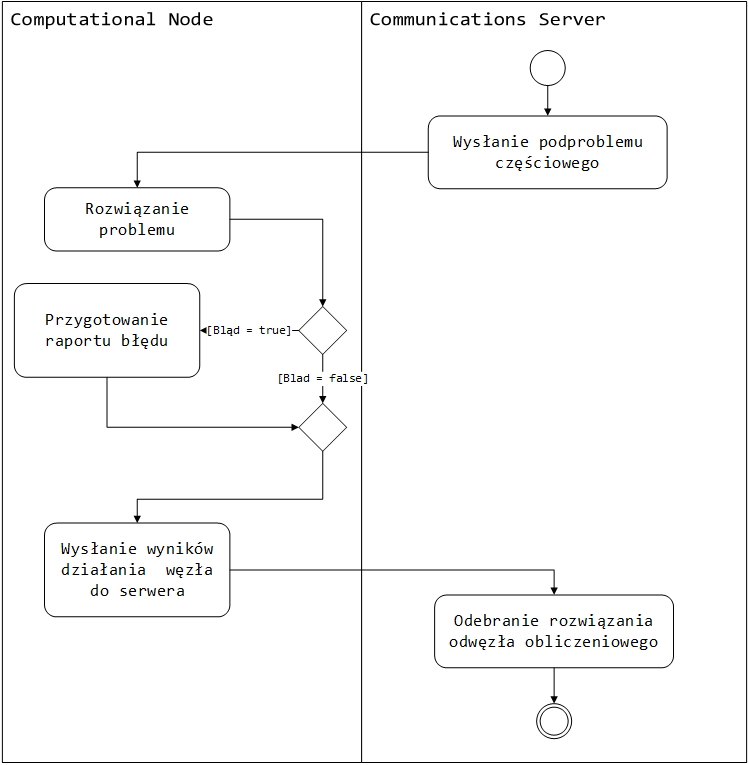 Computational Node
Communications Server
Wysłanie podproblemu
częściowego
Rozwiązanie
problemu
Przygotowanie
raportu błędu
[Błąd = true]
[Blad = false]
Wysłanie wyników
działania  węzła
do serwera
Odebranie rozwiązania
odwęzła obliczeniowego